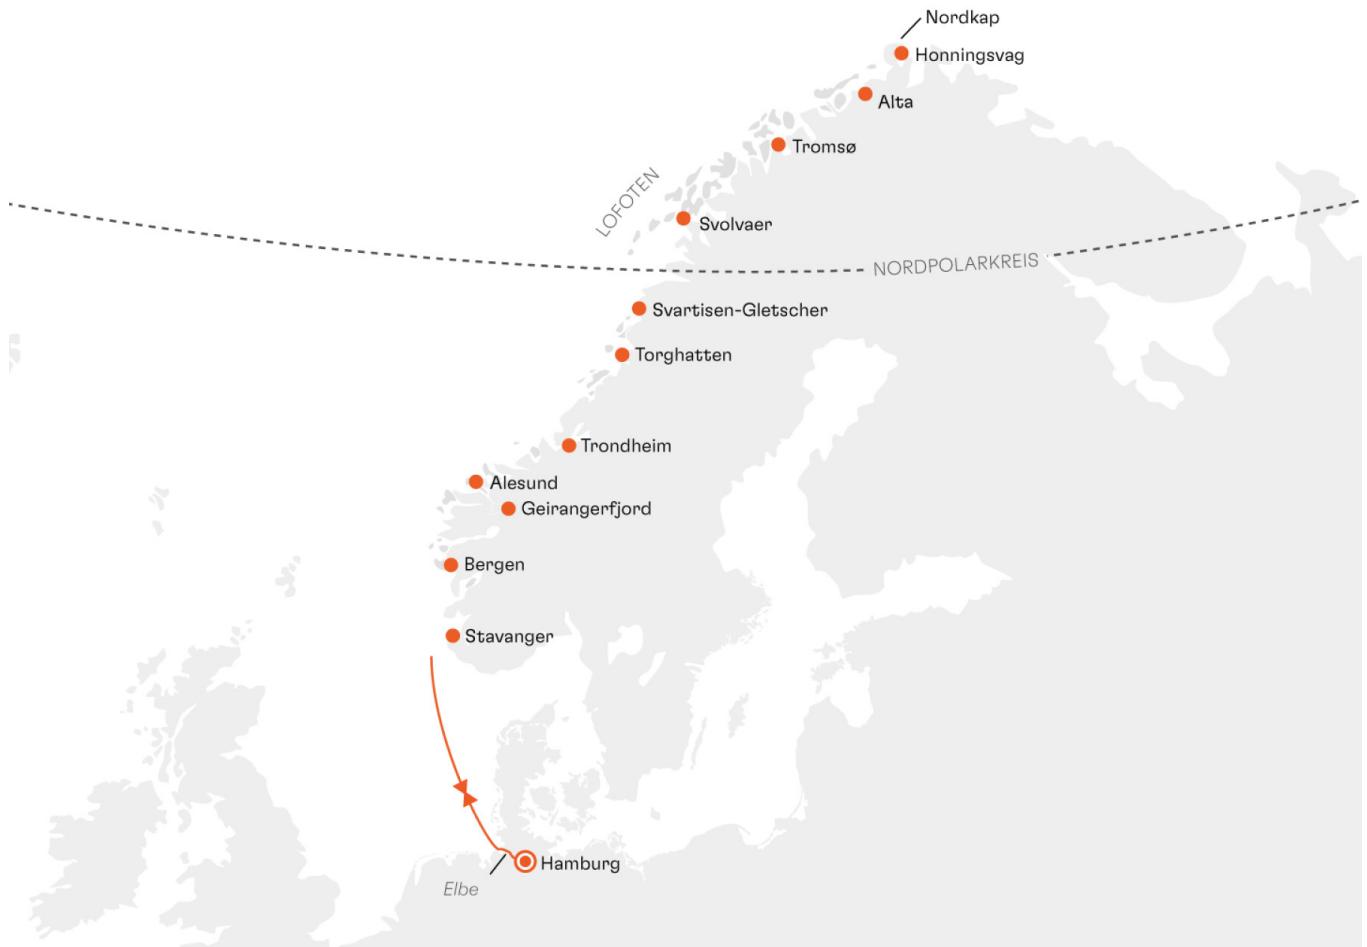 Nordkap
Honningsvag
Alta
Tromsø
LOFOTEN
Svolvaer
NORDPOLARKREIS
Svartisen-Gletscher
Torghatten
Trondheim
Alesund
Geirangerfjord
Bergen
Stavanger
Hamburg
Elbe